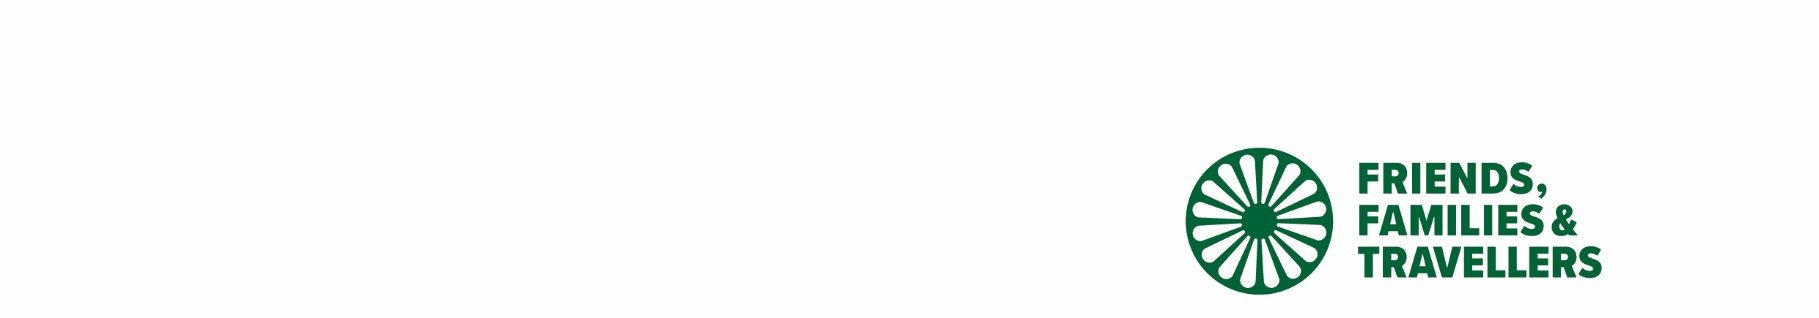 FRIENDS,
FAMILIES &
TRAVELLERS